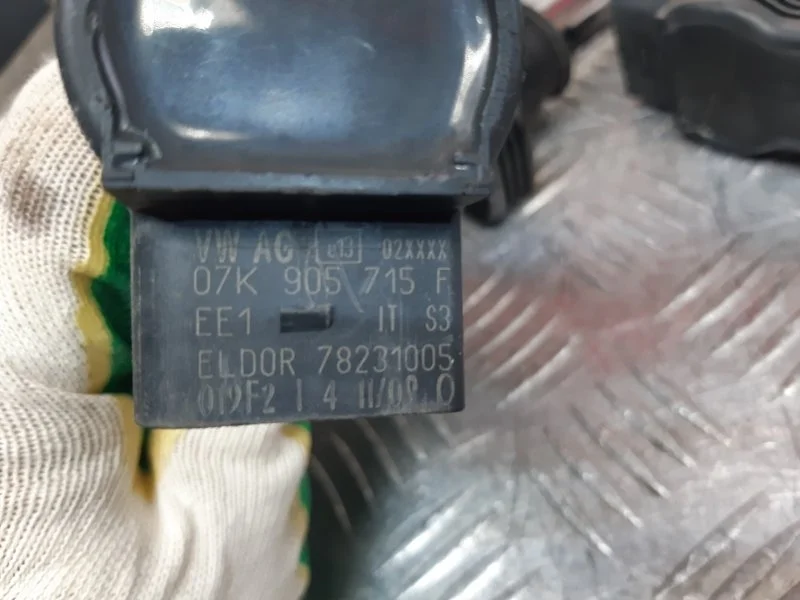 VW AG e13 02XXXX
07K 905 715 F
EE1 IT S3
ELDOR 78231005
019F2 1 4 11/09 0